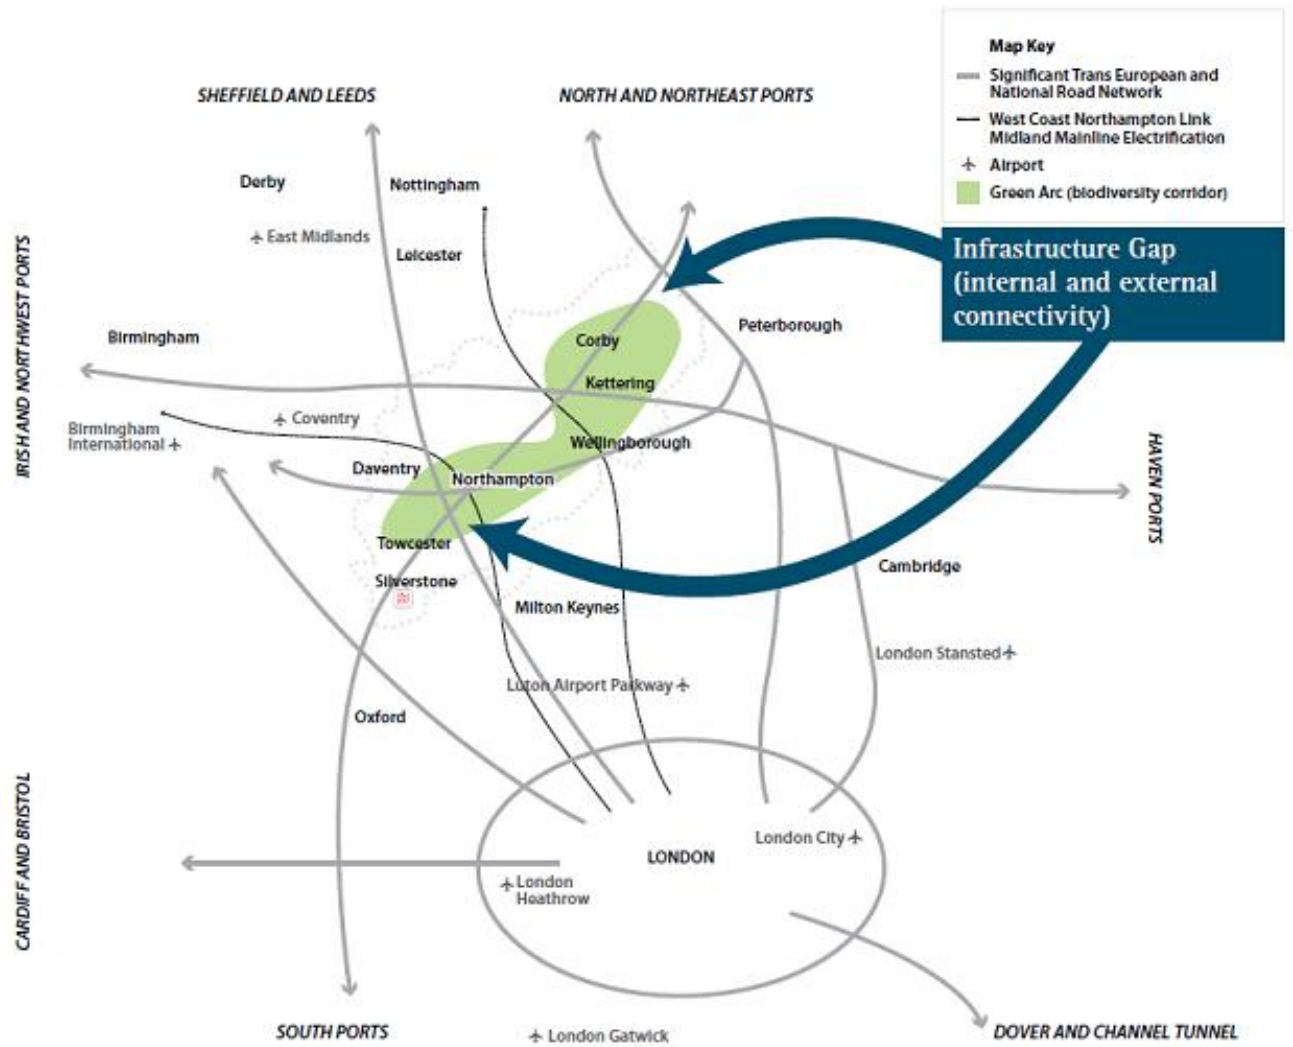 Map Key
Significant Trans European and
National Road Network
West Coast Northampton Link
Midland Mainline Electrification
Airport
Green Arc (biodiversity corridor)
Infrastructure Gap
(internal and external
connectivity)
SHEFFIELD AND LEEDS
NORTH AND NORTHEAST PORTS
Derby
Nottingham
East Midlands
Leicester
IRISH AND NORTHWEST PORTS
Birmingham
Corby
Peterborough
Kettering
Coventry
Birmingham
International
Daventry
Wellingborough
Northampton
HAVEN PORTS
Towcester
Silverstone
Cambridge
Milton Keynes
London Stansted
Luton Airport Parkway
Oxford
CARDIFF AND BRISTOL
London City
LONDON
London
Heathrow
SOUTH PORTS
London Gatwick
DOVER AND CHANNEL TUNNEL